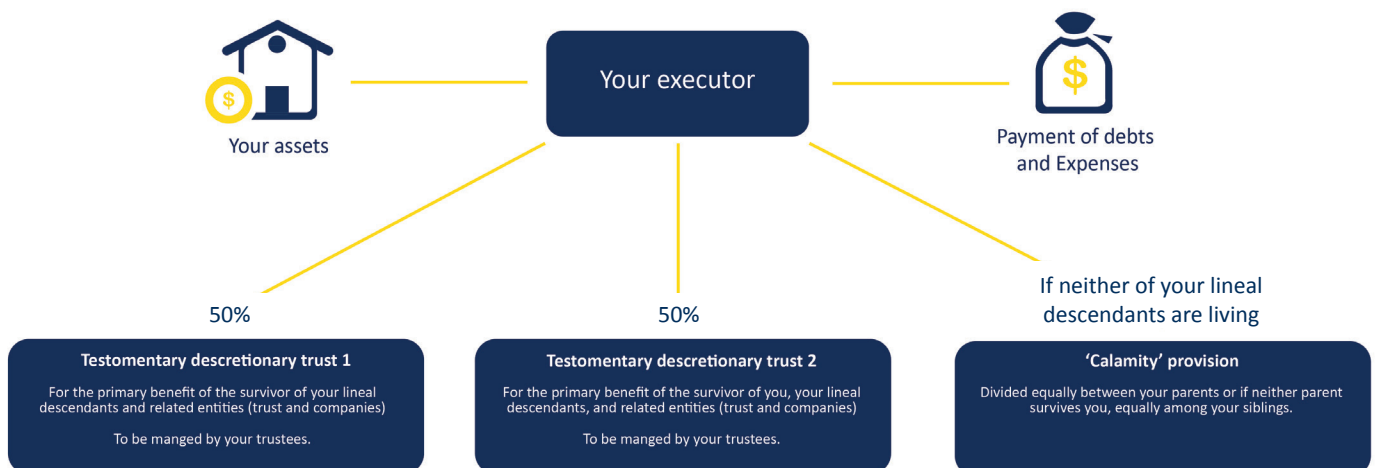 $
Your executor
$
Your assets
Payment of debts
and Expenses
50%
Testomentary descretionary trust 1
For the primary benefit of the survivor of your lineal
descendants and related entities (trust and companies)
To be manged by your trustees.
50%
Testomentary descretionary trust 2
For the primary benefit of the survivor of you, your lineal
descendants, and related entities (trust and companies)
To be manged by your trustees.
If neither of your lineal
descendants are living
‘Calamity’ provision
Divided equally between your parents or if neither parent
survives you, equally among your siblings.